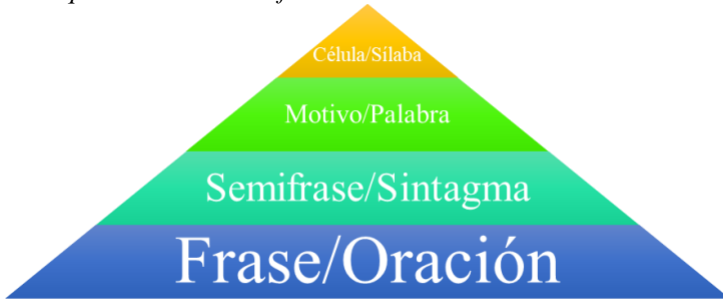 Célula/Sílaba
Motivo/Palabra
Semifrase/Sintagma
Frase/Oración